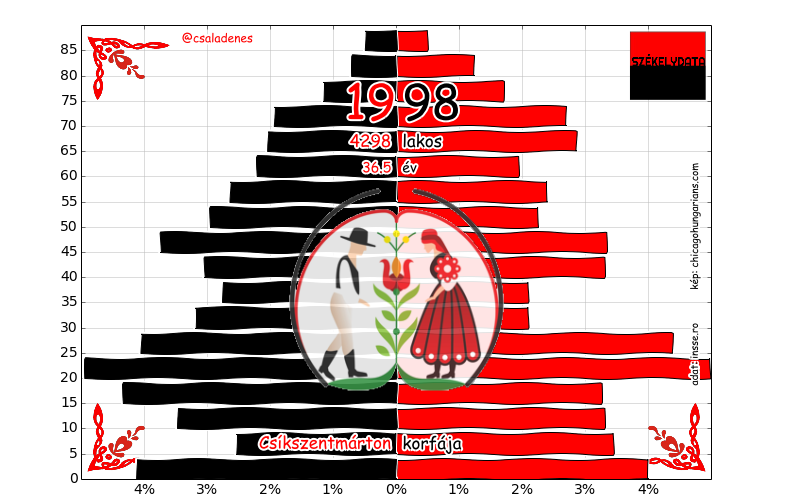 @csaladenes
SZÉKELYDATA
1998
4298 lakos
36.5 év
kép: chicagohungarians.com
adat: insse.ro
Csíkszentmárton korfája
85
80
75
70
65
60
55
50
45
40
35
30
25
20
15
10
5
0
4% 3% 2% 1% 0% 1% 2% 3% 4%